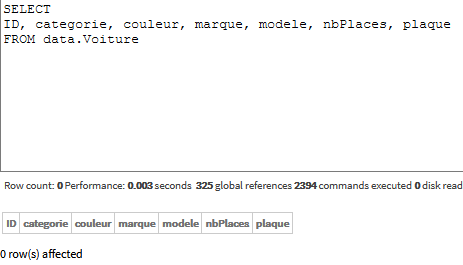 SELECT
ID, categorie, couleur, marque, modele, nbPlaces, plaque
FROM data.Voiture
Row count: 0 Performance: 0.003 seconds 325 global references 2394 commands executed 0 disk read
ID categorie couleur marque modele nbPlaces plaque
0 row(s) affected